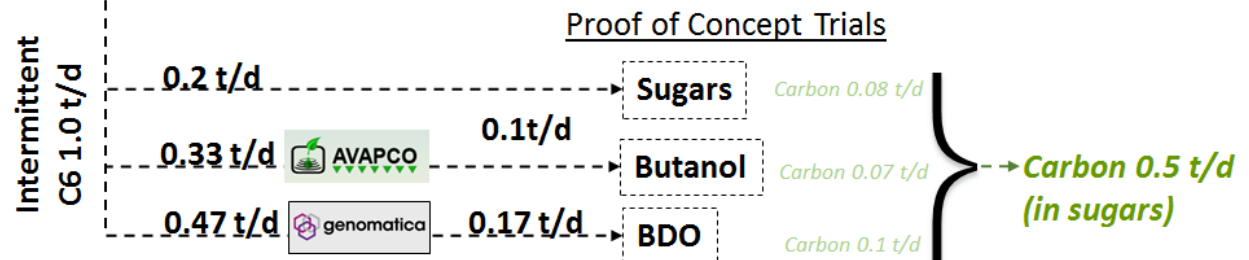 Proof of Concept Trials
Intermittent
C6 1.0 t/d
0.2 t/d
Sugars
Carbon 0.08 t/d
0.33 t/d
AVAPCO
0.1t/d
Butanol
Carbon 0.07 t/d
0.47 t/d
genomatica
0.17 t/d
BDO
Carbon 0.1 t/d
Carbon 0.5 t/d
(in sugars)